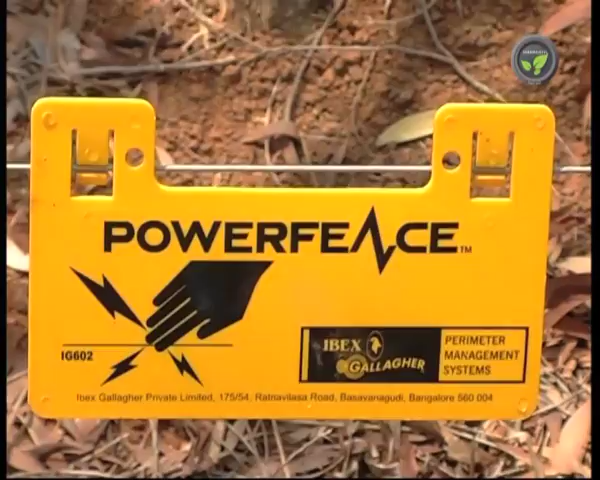 POWERFENCE™
IG602
IBEX
GALLAGHER
PERIMETER
MANAGEMENT
SYSTEMS
Ibex Gallagher Private Limited, 175/54, Ratnavilasa Road, Basavanagudi, Bangalore 560 004